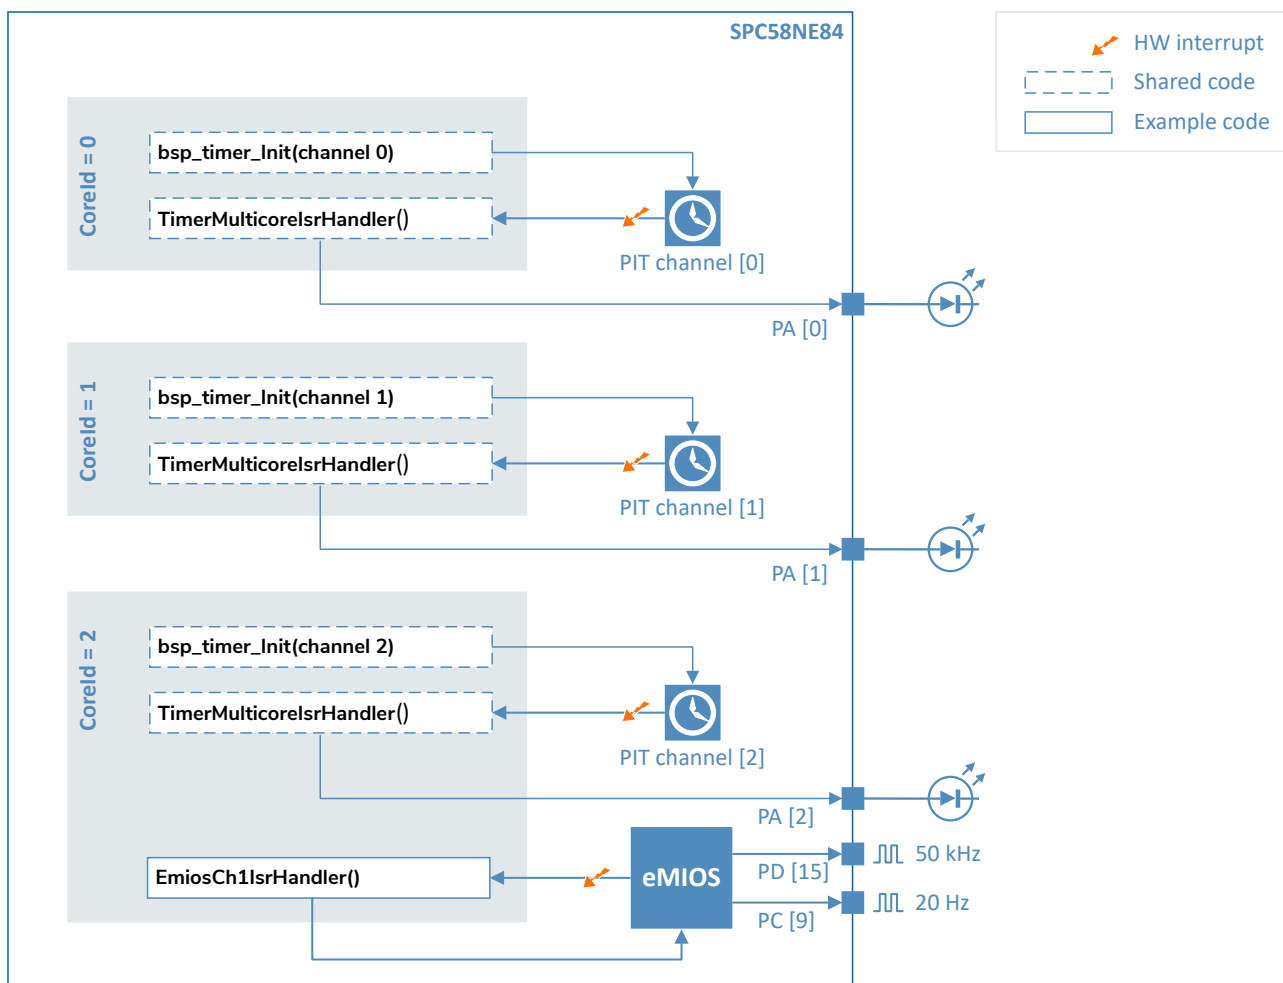 SPC58NE84
HW interrupt
Shared code
Example code
CoreId = 0
bsp_timer_Init(channel 0)
TimerMulticoreIsrHandler()
PIT channel [0]
PA [0]
CoreId = 1
bsp_timer_Init(channel 1)
TimerMulticoreIsrHandler()
PIT channel [1]
PA [1]
CoreId = 2
bsp_timer_Init(channel 2)
TimerMulticoreIsrHandler()
PIT channel [2]
PA [2]
EmiosCh1IsrHandler()
eMIOS
PD [15]
50 kHz
PC [9]
20 Hz